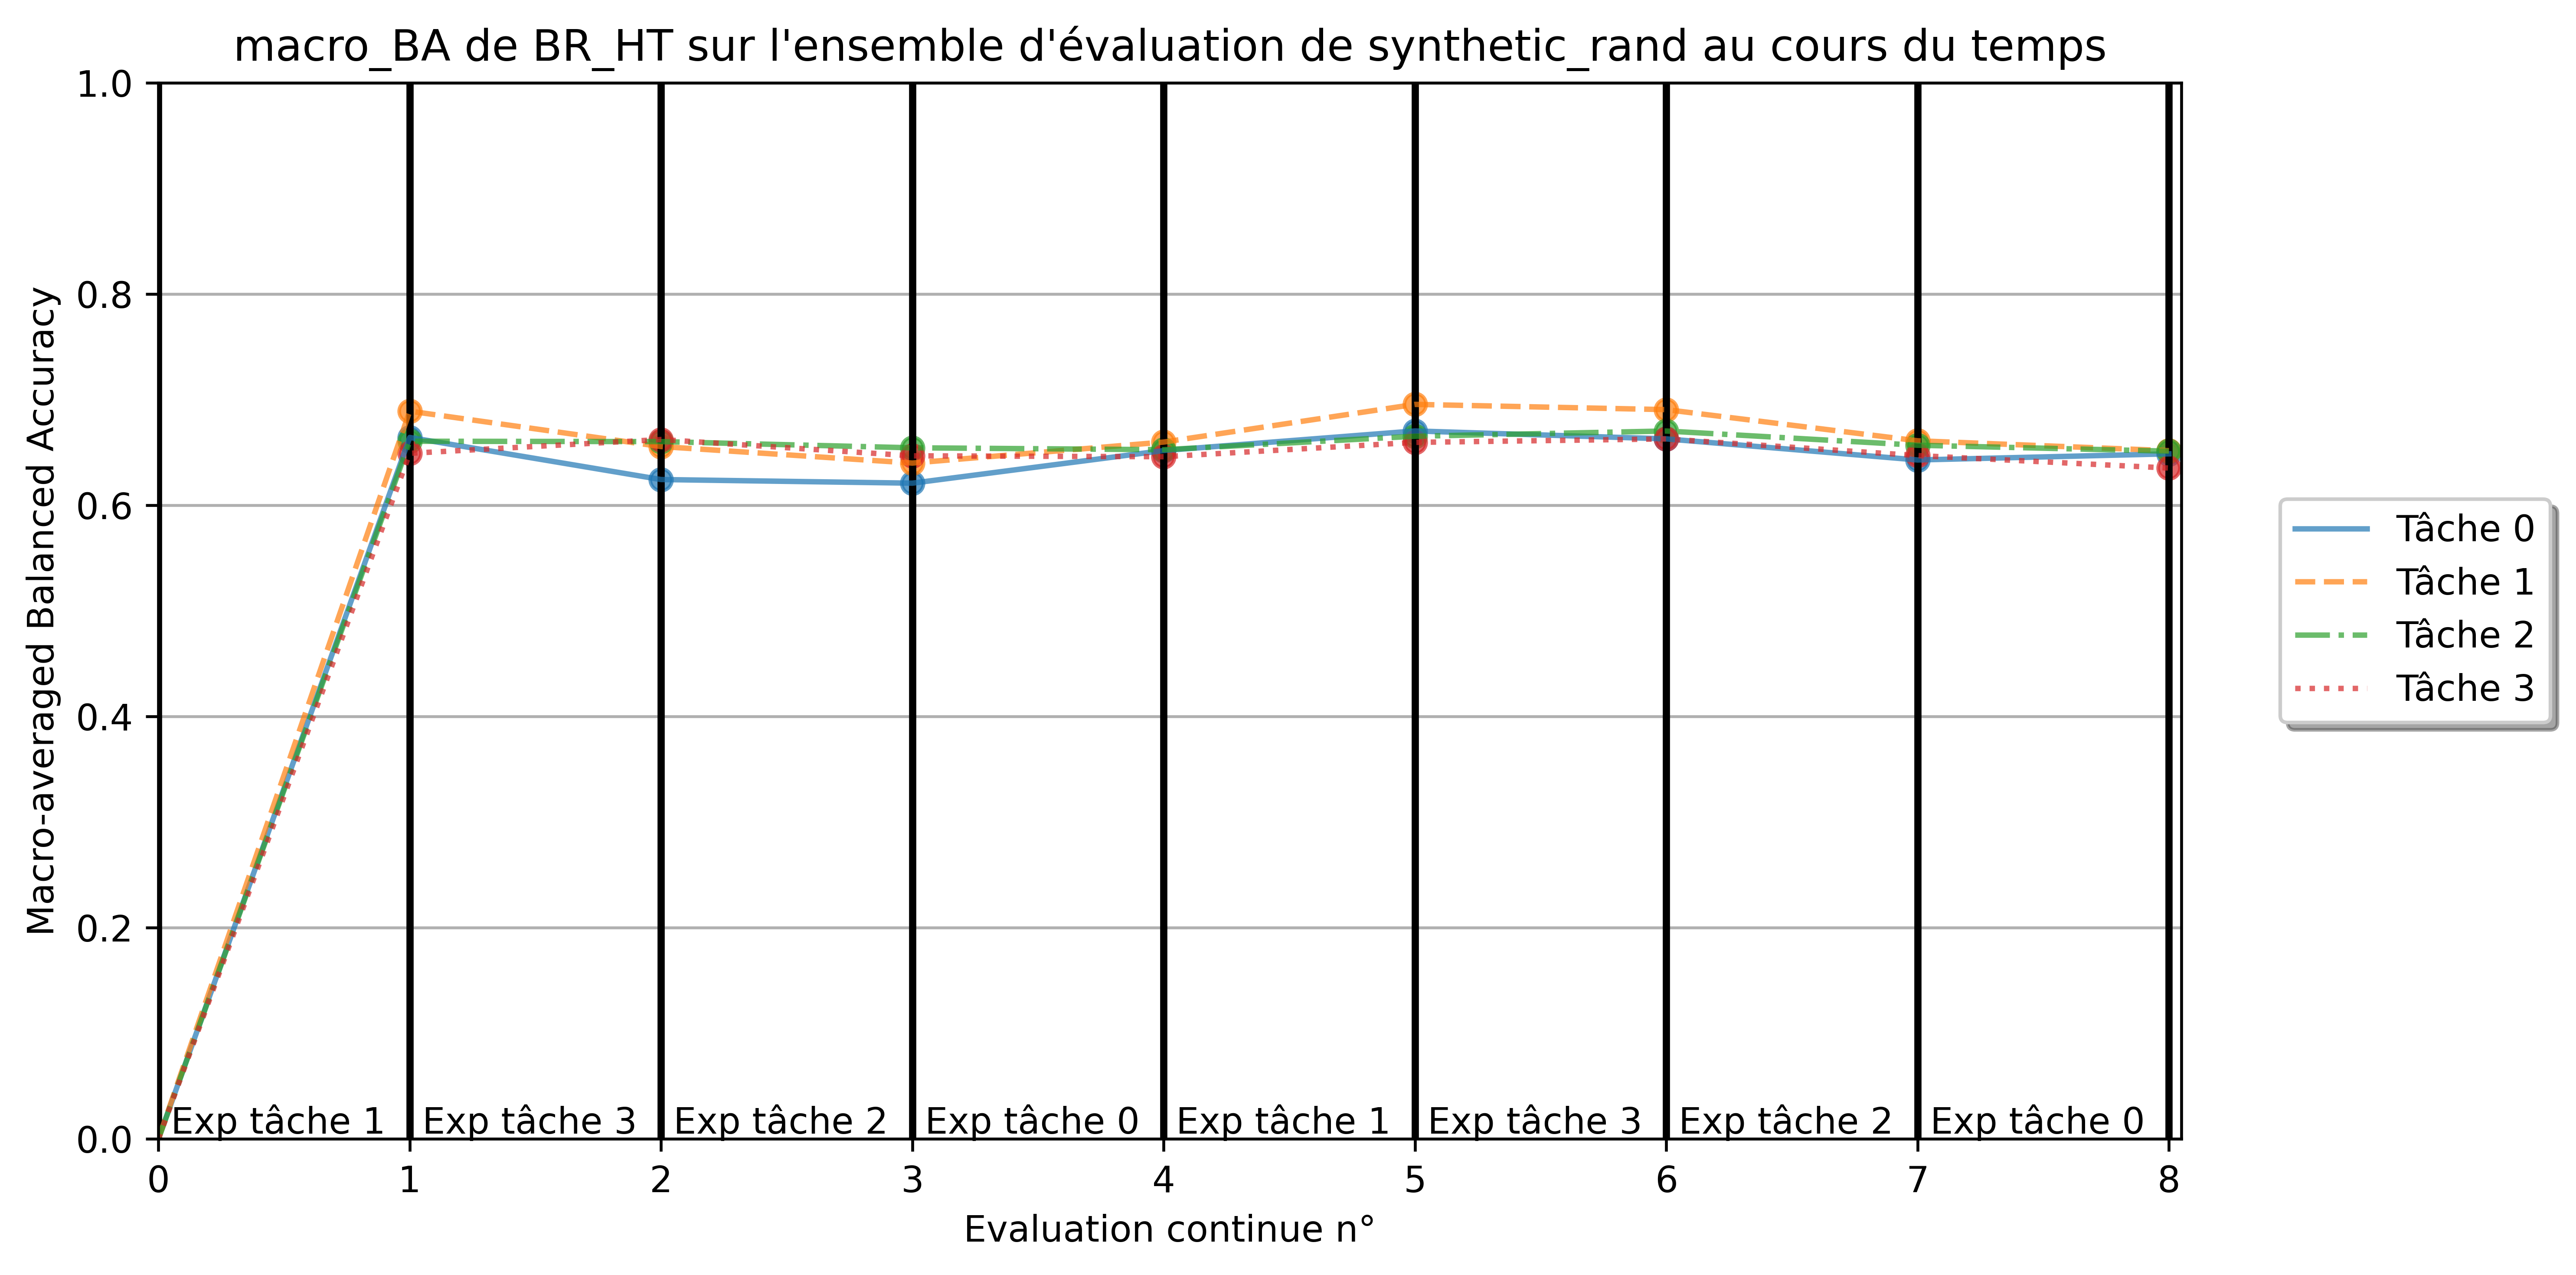 macro_BA de BR_HT sur l'ensemble d'évaluation de synthetic_rand au cours du temps
Macro-averaged Balanced Accuracy
1.0
0.8
0.6
0.4
0.2
0.0
Exp tâche 1
Exp tâche 3
Exp tâche 2
Exp tâche 0
Exp tâche 1
Exp tâche 3
Exp tâche 2
Exp tâche 0
0 1 2 3 4 5 6 7 8
Evaluation continue n°
Tâche 0
Tâche 1
Tâche 2
Tâche 3